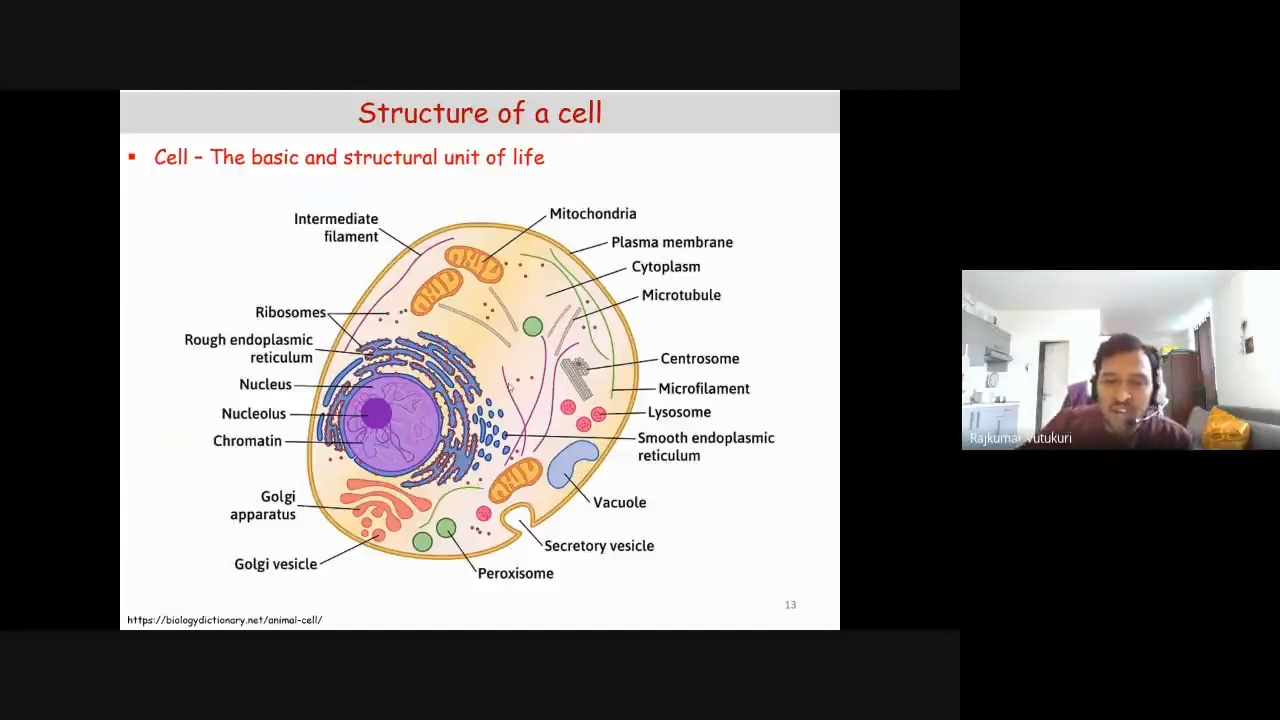 Structure of a cell
▪ Cell – The basic and structural unit of life
Intermediate
filament
Mitochondria
Plasma membrane
Cytoplasm
Microtubule
Ribosomes
Rough endoplasmic
reticulum
Nucleus
Nucleolus
Chromatin
Centrosome
Microfilament
Lysosome
Smooth endoplasmic
reticulum
Golgi
apparatus
Vacuole
Secretory vesicle
Golgi vesicle
Peroxisome
13
https://biologydictionary.net/animal-cell/
Rajkumar Vutukuri